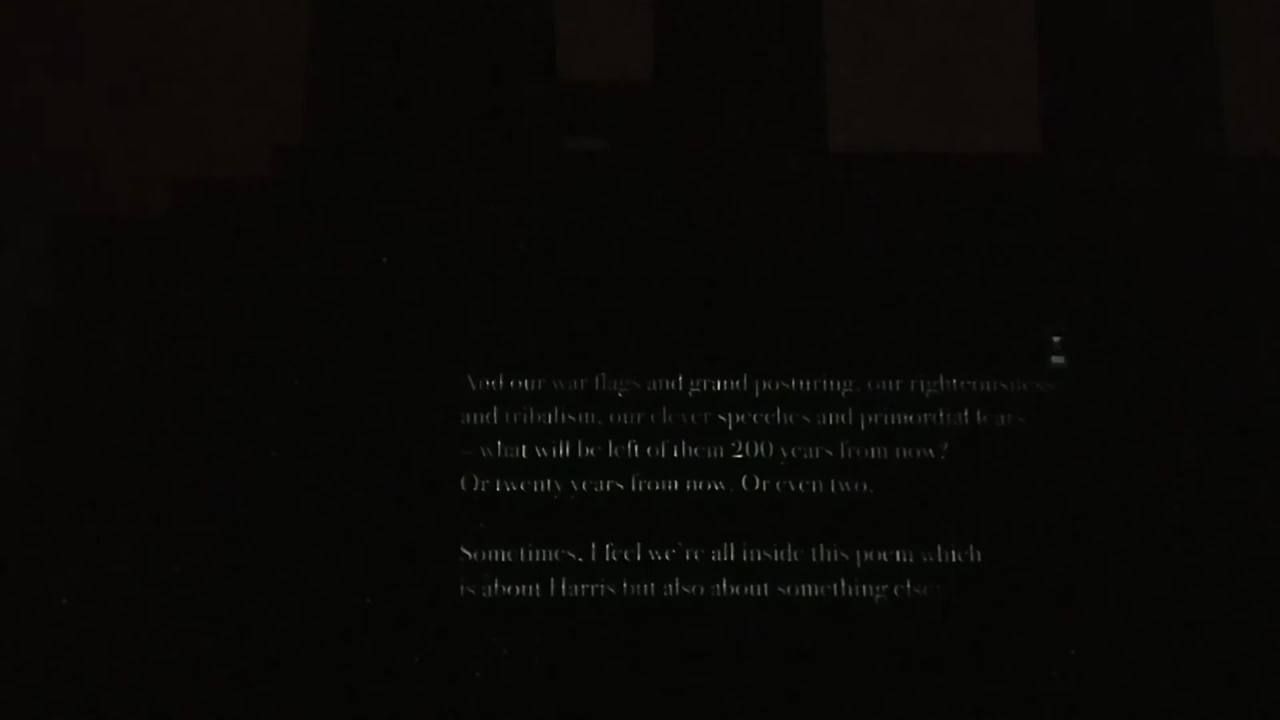 And our war flags and grand posturing, our righteousness
and tribalism, our clever speeches and primordial fears
– what will be left of them 200 years from now?
Or twenty years from now. Or even two.
Sometimes, I feel we're all inside this poem which
is about Harris but also about something else: